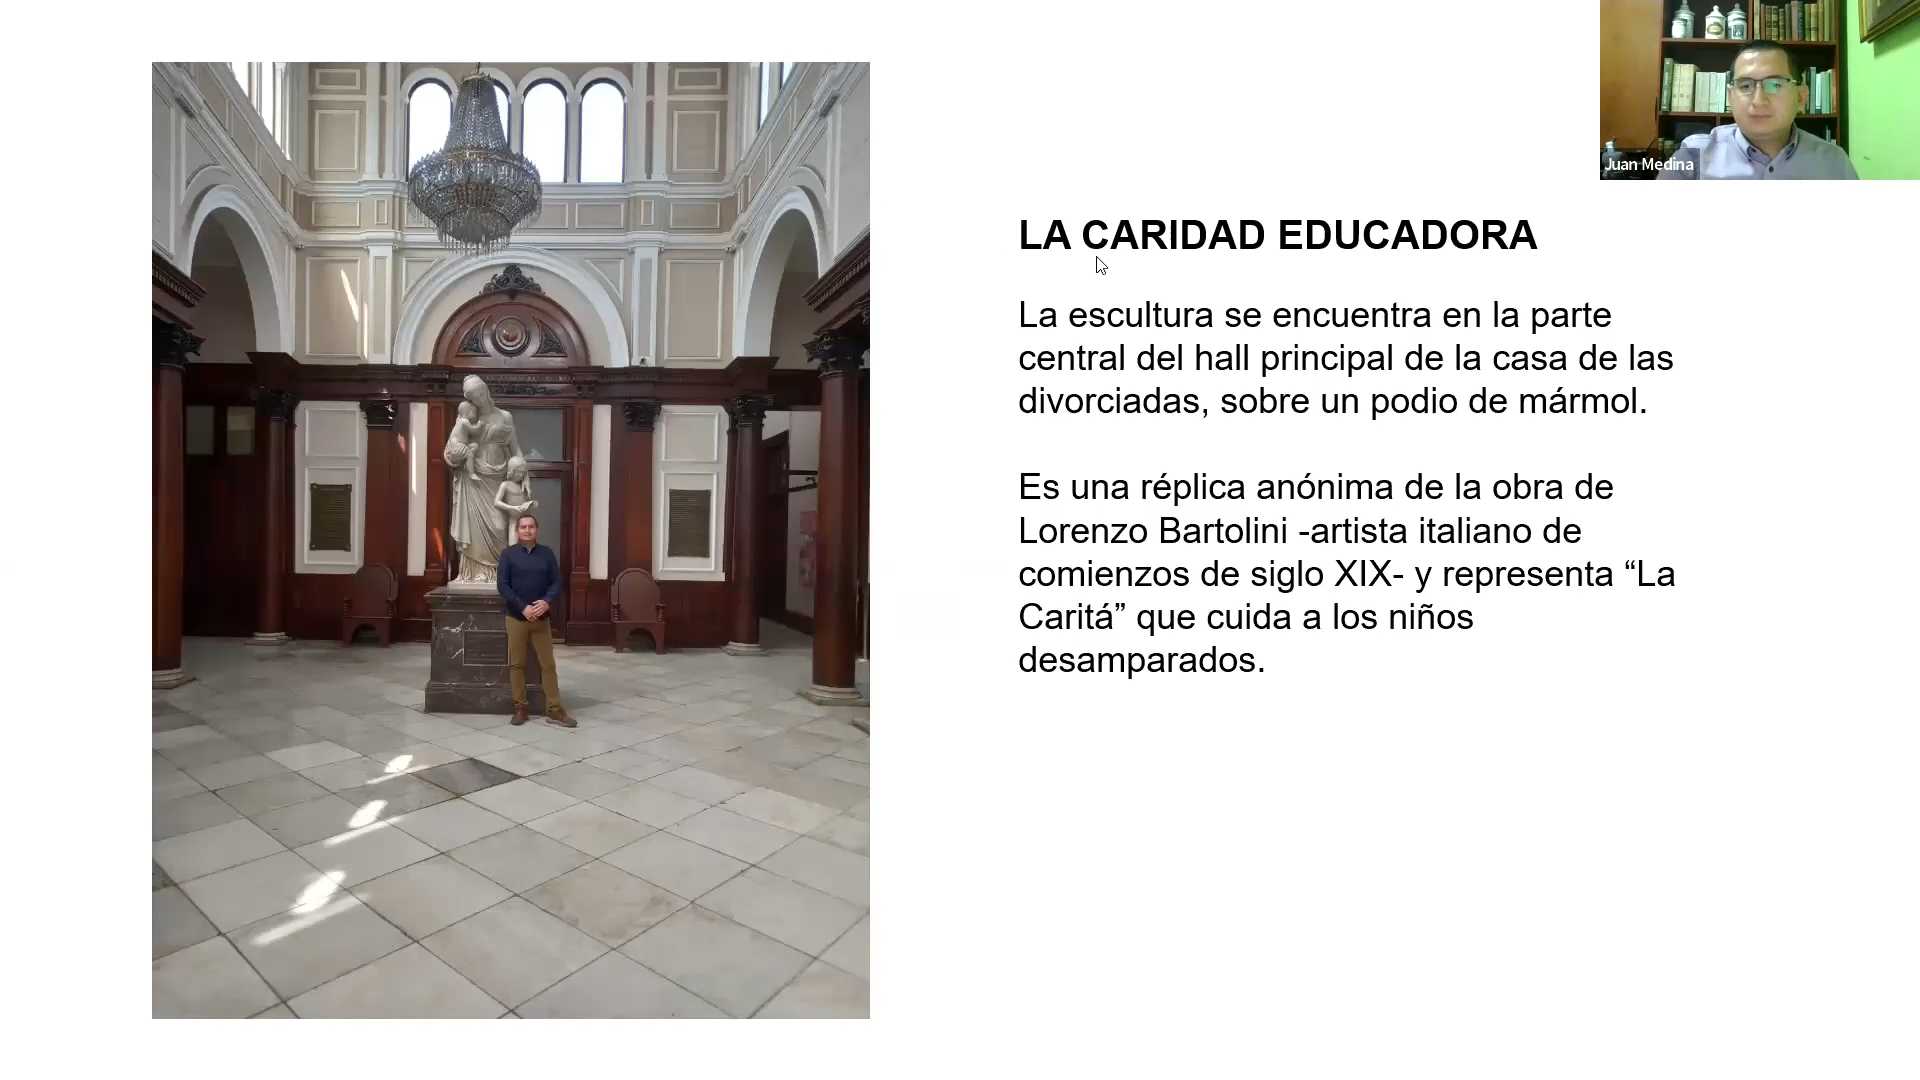 Juan Medina
LA CARIDAD EDUCADORA
La escultura se encuentra en la parte
central del hall principal de la casa de las
divorciadas, sobre un podio de mármol.
Es una réplica anónima de la obra de
Lorenzo Bartolini -artista italiano de
comienzos de siglo XIX- y representa “La
Caritá” que cuida a los niños
desamparados.